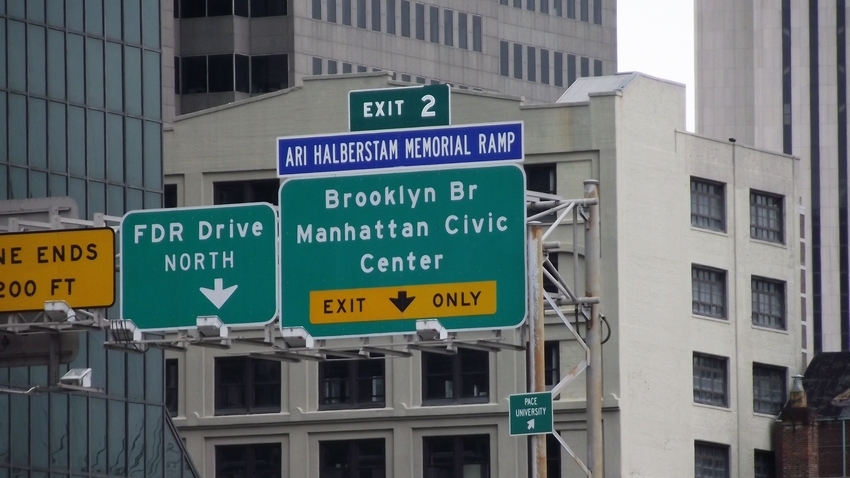 NE ENDS
200 FT
FDR Drive
NORTH
EXIT 2
ARI HALBERSTAM MEMORIAL RAMP
Brooklyn Br
Manhattan Civic
Center
EXIT ONLY
PACE
UNIVERSITY